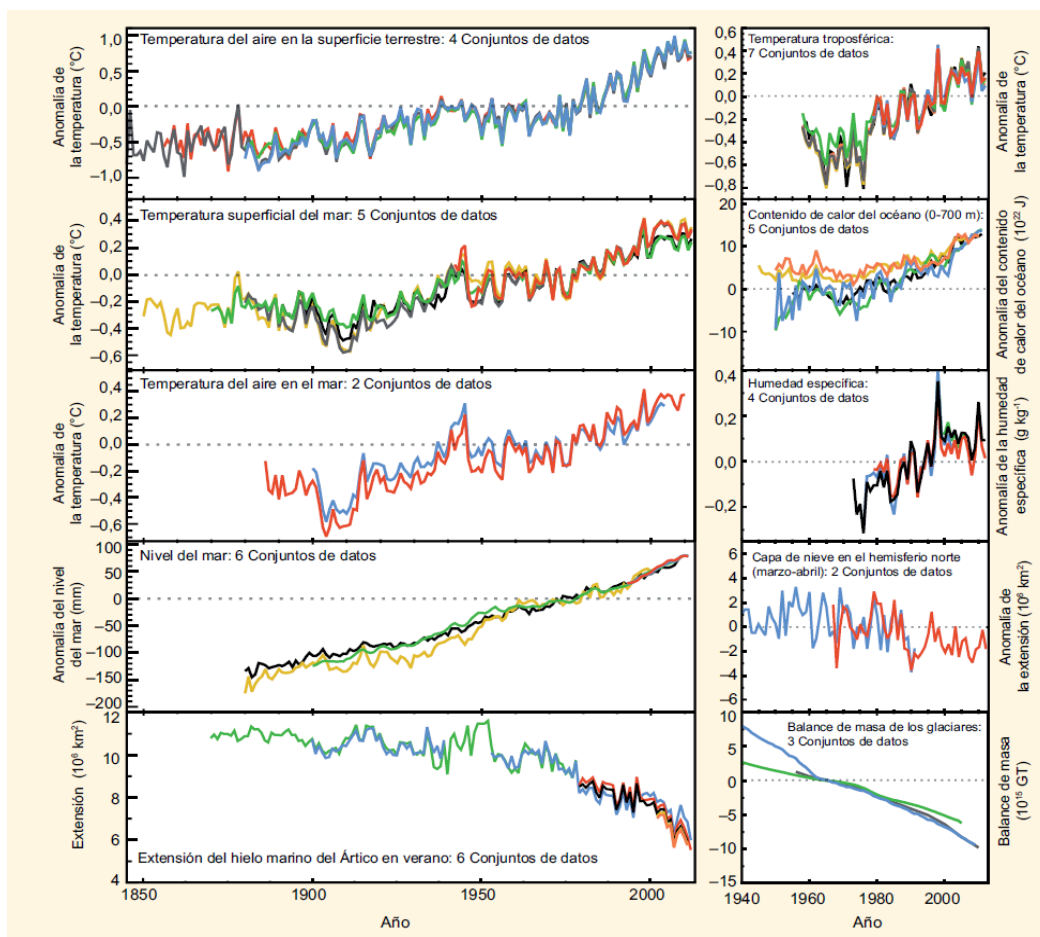 Temperatura del aire en la superficie terrestre: 4 Conjuntos de datos
Anomalía de
la temperatura (°C)
1,0
0,5
0,0
–0,5
–1,0
Temperatura superficial del mar: 5 Conjuntos de datos
Anomalía de
la temperatura (°C)
0,4
0,2
0,0
–0,2
–0,4
–0,6
Temperatura del aire en el mar: 2 Conjuntos de datos
Anomalía de
la temperatura (°C)
0,4
0,2
0,0
–0,2
–0,4
–0,6
Nivel del mar: 6 Conjuntos de datos
Anomalía del nivel
del mar (mm)
100
50
0
–50
–100
–150
–200
Extensión (10⁶ km²)
12
10
8
6
4
Extensión del hielo marino del Ártico en verano: 6 Conjuntos de datos
1850
1900
1950
2000
Año
Temperatura troposférica:
7 Conjuntos de datos
0,6
0,4
0,2
0,0
–0,2
–0,4
–0,6
–0,8
Anomalía de
la temperatura (°C)
Contenido de calor del océano (0-700 m):
5 Conjuntos de datos
20
10
0
–10
Anomalía del contenido
de calor del océano (10²² J)
Humedad específica:
4 Conjuntos de datos
0,4
0,2
0,0
–0,2
Anomalía de la humedad
específica (g kg⁻¹)
Capa de nieve en el hemisferio norte
(marzo-abril): 2 Conjuntos de datos
6
4
2
0
–2
–4
–6
Anomalía de
la extensión (10⁶ km²)
Balance de masa de los glaciares:
3 Conjuntos de datos
10
5
0
–5
–10
–15
Balance de masa
(10¹⁵ GT)
1940
1960
1980
2000
Año